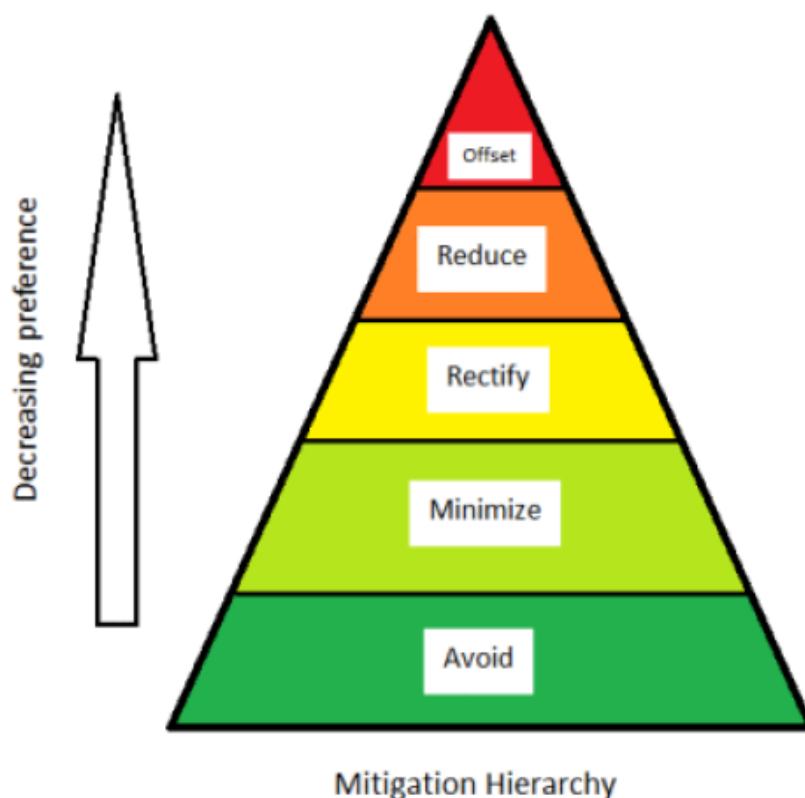 Offset
Reduce
Rectify
Minimize
Avoid
Decreasing preference
Mitigation Hierarchy